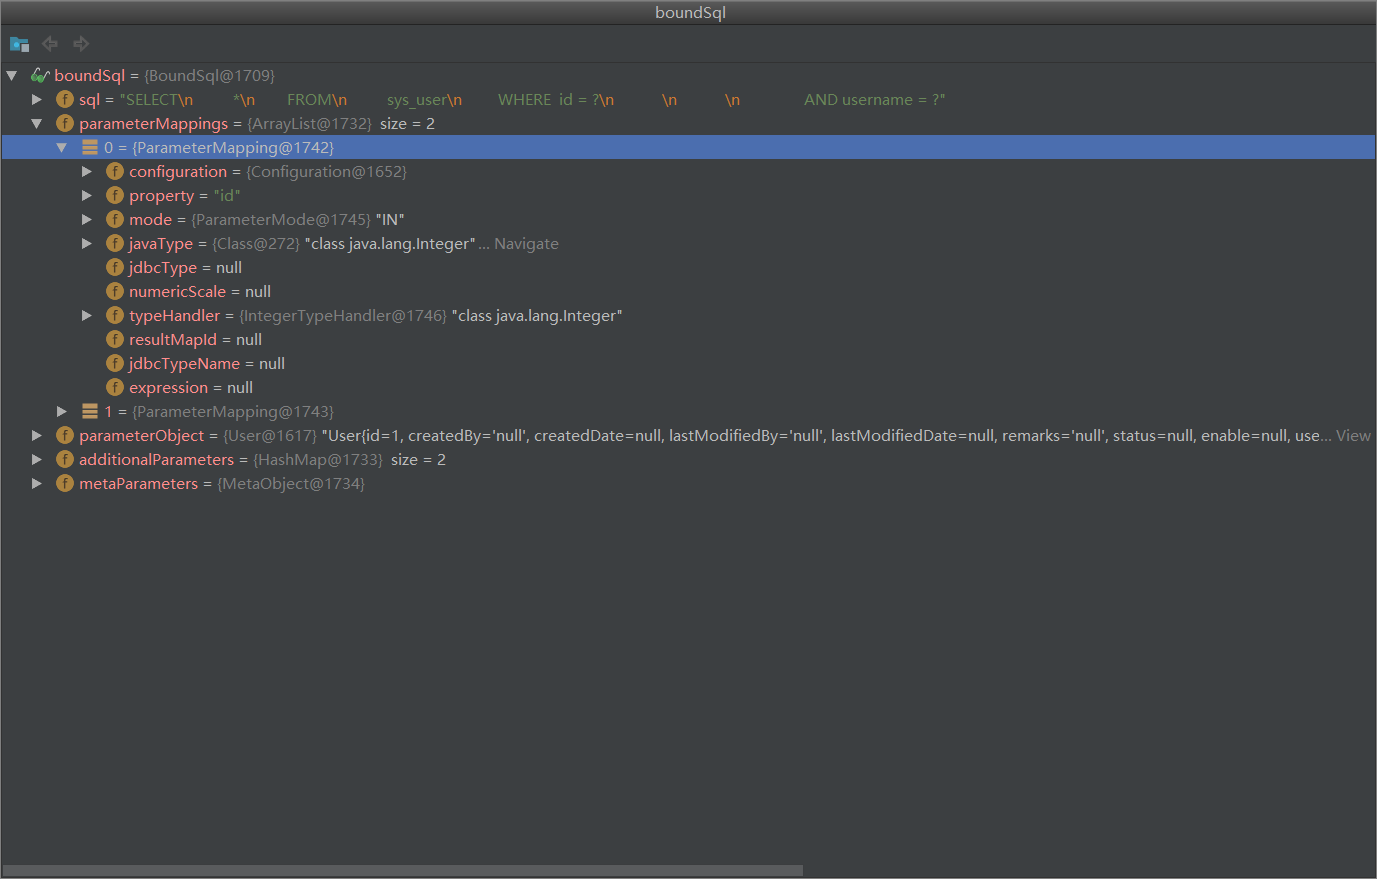 boundSql
boundSql = {BoundSql@1709}
f sql = "SELECT\n *\n FROM\n sys_user\n WHERE id = ?\n \n \n AND username = ?"
f parameterMappings = {ArrayList@1732} size = 2
0 = {ParameterMapping@1742}
f configuration = {Configuration@1652}
f property = "id"
f mode = {ParameterMode@1745} "IN"
f javaType = {Class@272} "class java.lang.Integer"... Navigate
f jdbcType = null
f numericScale = null
f typeHandler = {IntegerTypeHandler@1746} "class java.lang.Integer"
f resultMapId = null
f jdbcTypeName = null
f expression = null
1 = {ParameterMapping@1743}
f parameterObject = {User@1617} "User{id=1, createdBy='null', createdDate=null, lastModifiedBy='null', lastModifiedDate=null, remarks='null', status=null, enable=null, use... View
f additionalParameters = {HashMap@1733} size = 2
f metaParameters = {MetaObject@1734}